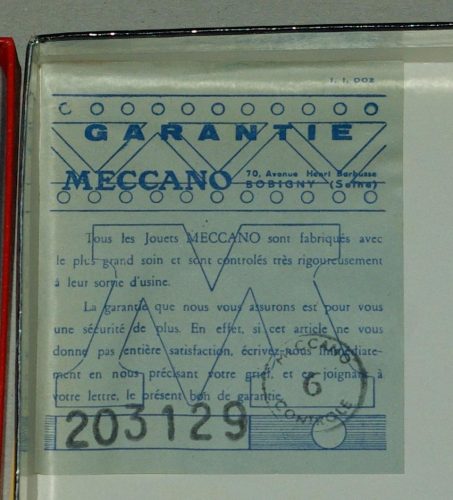 GARANTIE
MECCANO 70, Avenue Henri Barbusse
BOBIGNY (Seine)
Tous les Jouets MECCANO sont fabriqués avec
le plus grand soin et sont contrôlés très rigoureusement
à leur sortie d'usine.
La garantie que nous vous assurons est pour vous
une sécurité de plus. En effet, si cet article ne vous
donne pas entière satisfaction, écrivez-nous immédiate-
ment en nous précisant votre grief, et en joignant à
votre lettre, le présent bon de garantie.
MECCANO
6
CONTROLE
203129